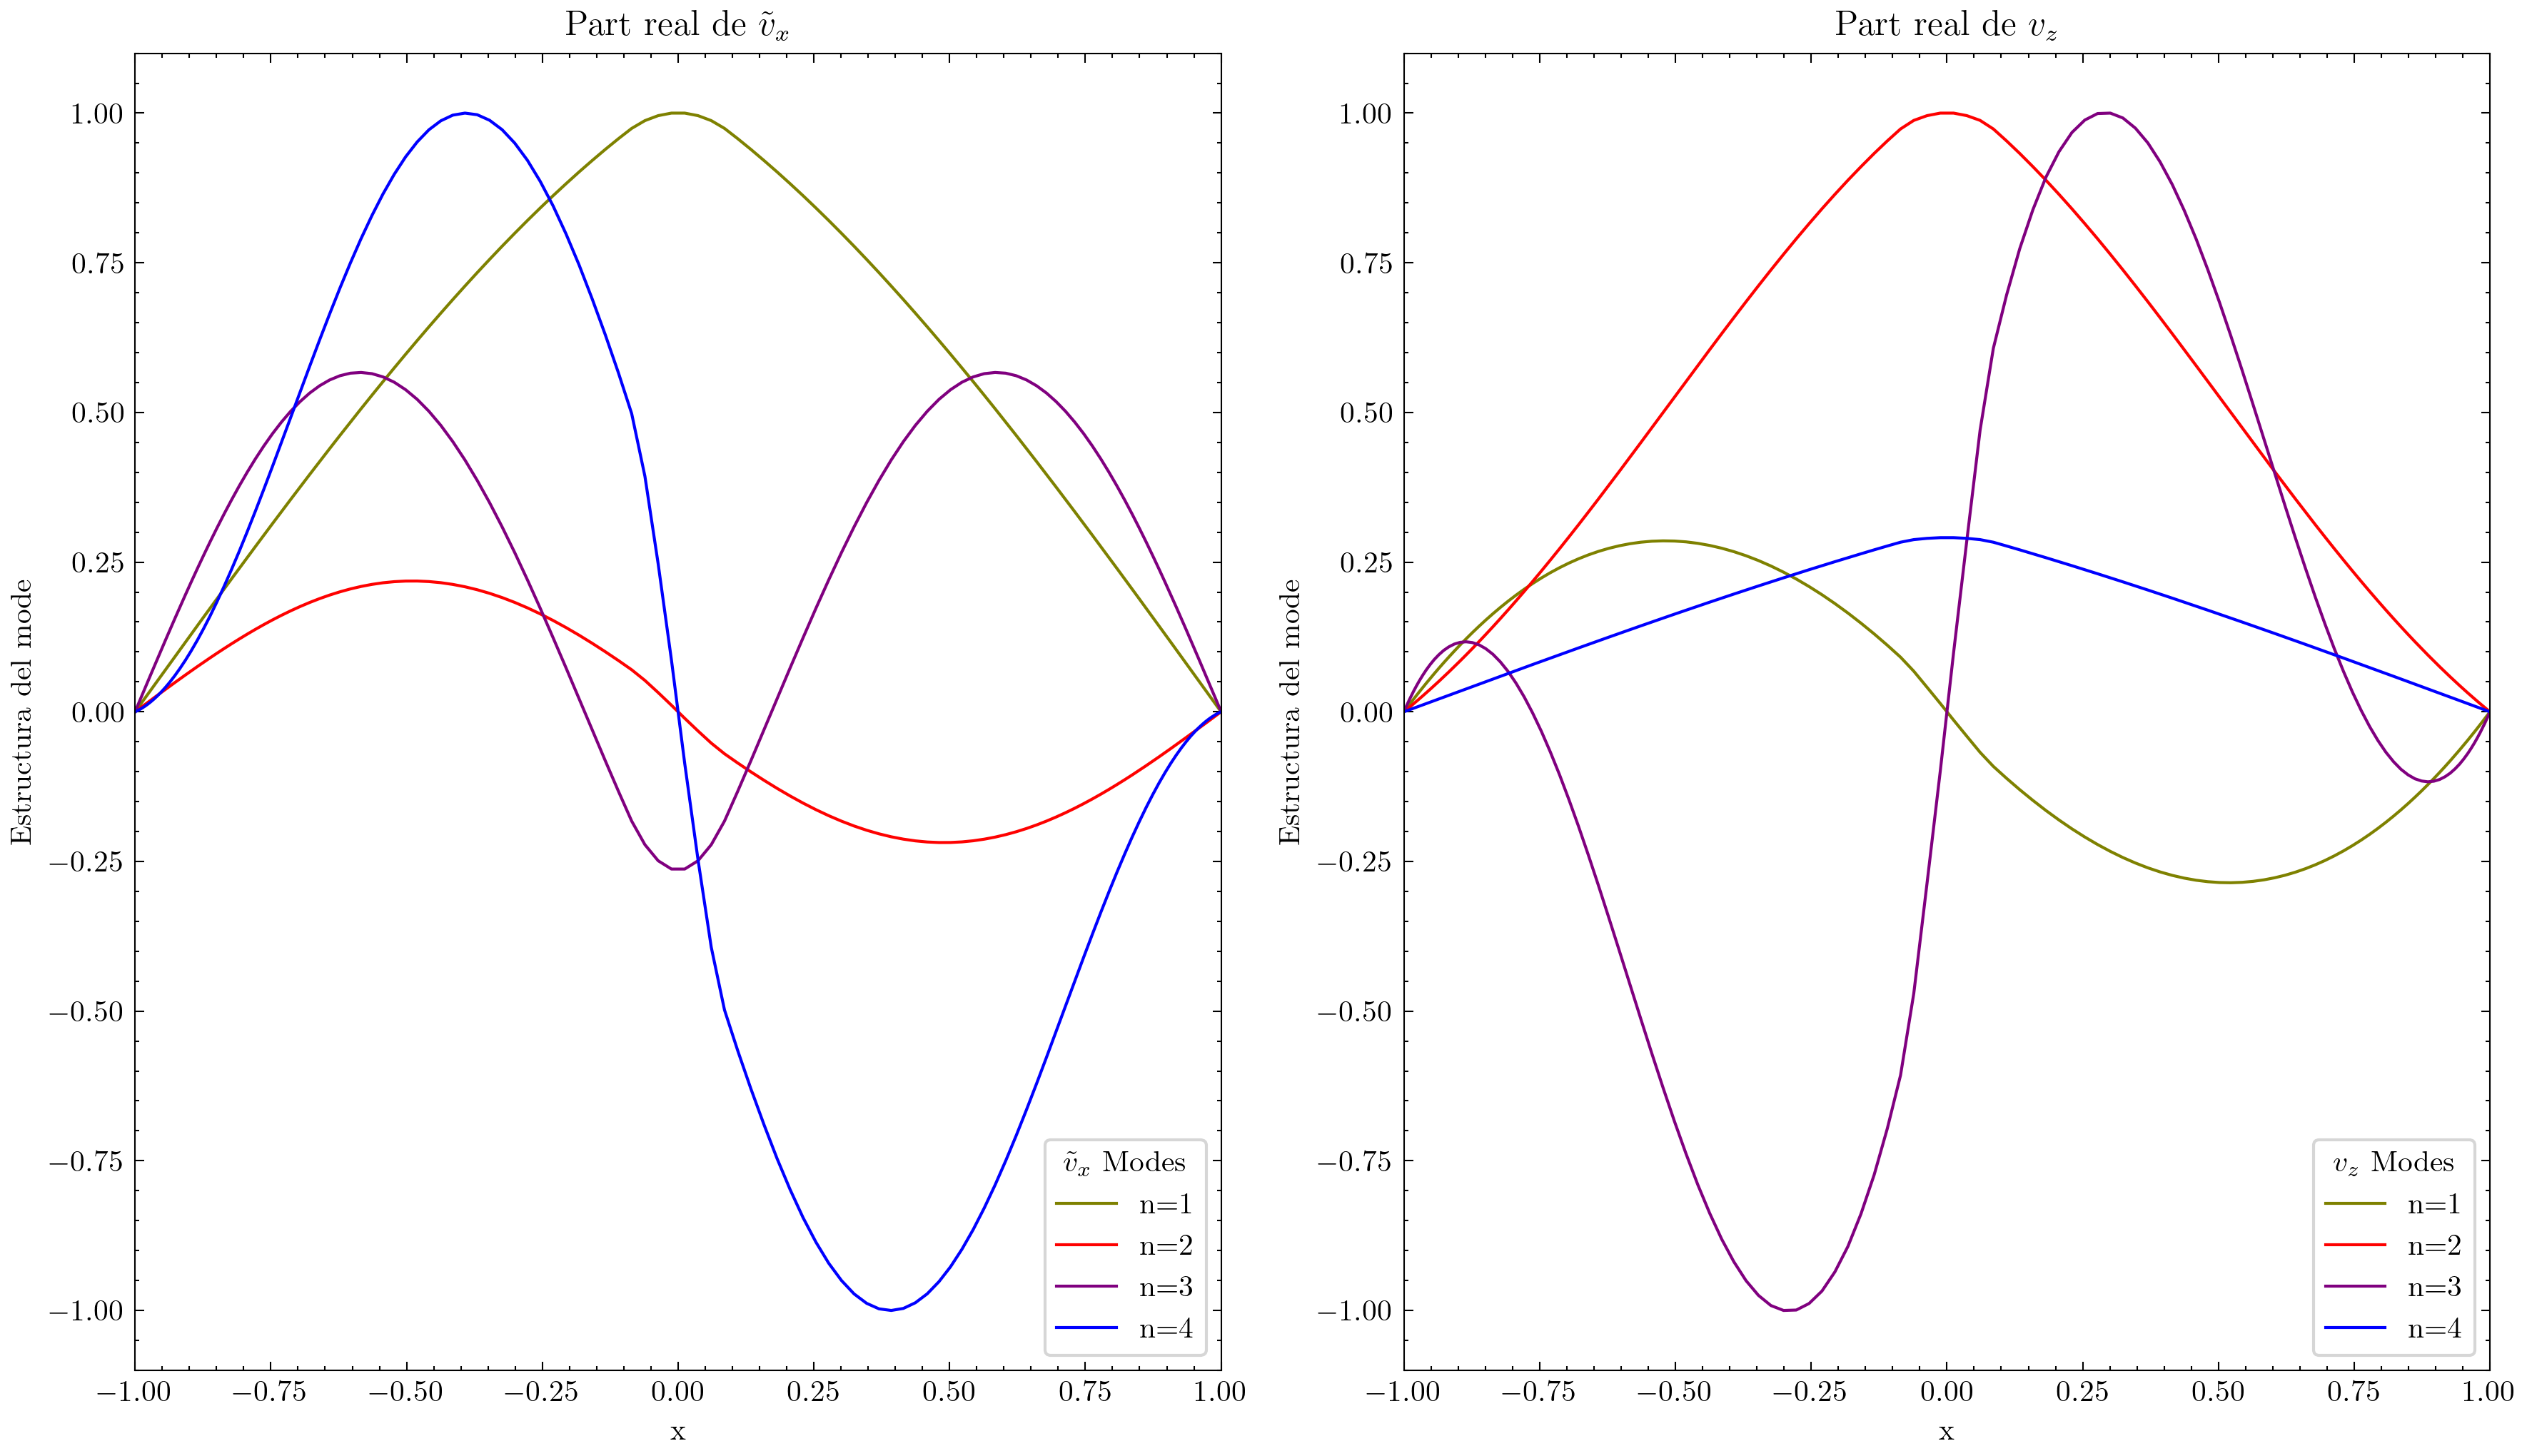 Part real de ṽₓ
Estructura del mode
1.00
0.75
0.50
0.25
0.00
−0.25
−0.50
−0.75
−1.00
−1.00 −0.75 −0.50 −0.25 0.00 0.25 0.50 0.75 1.00
x
ṽₓ Modes
n=1
n=2
n=3
n=4
Part real de v_z
Estructura del mode
1.00
0.75
0.50
0.25
0.00
−0.25
−0.50
−0.75
−1.00
−1.00 −0.75 −0.50 −0.25 0.00 0.25 0.50 0.75 1.00
x
v_z Modes
n=1
n=2
n=3
n=4